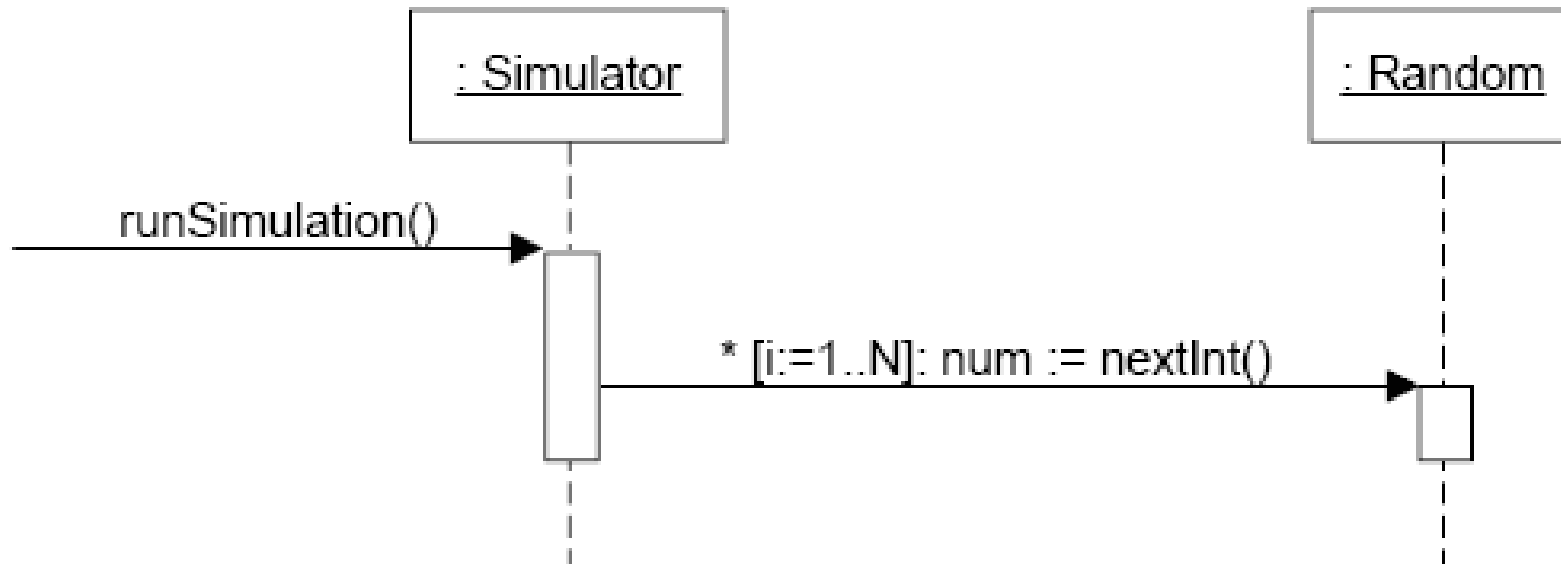 : Simulator
: Random
runSimulation()
* [i:=1..N]: num := nextInt()